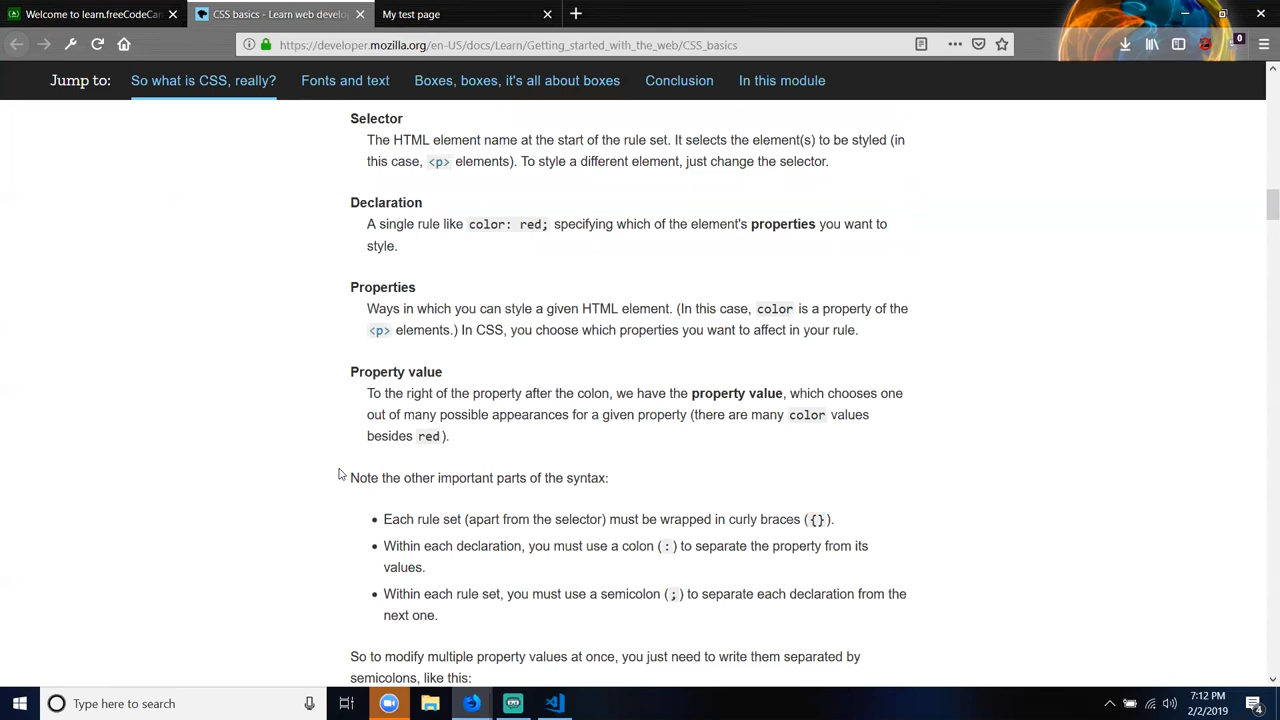 Welcome to learn.freeCodeCan
CSS basics - Learn web develo
My test page
https://developer.mozilla.org/en-US/docs/Learn/Getting_started_with_the_web/CSS_basics
0
Jump to: So what is CSS, really? Fonts and text Boxes, boxes, it's all about boxes Conclusion In this module
Selector
The HTML element name at the start of the rule set. It selects the element(s) to be styled (in
this case, <p> elements). To style a different element, just change the selector.
Declaration
A single rule like color: red; specifying which of the element's properties you want to
style.
Properties
Ways in which you can style a given HTML element. (In this case, color is a property of the
<p> elements.) In CSS, you choose which properties you want to affect in your rule.
Property value
To the right of the property after the colon, we have the property value, which chooses one
out of many possible appearances for a given property (there are many color values
besides red).
Note the other important parts of the syntax:
• Each rule set (apart from the selector) must be wrapped in curly braces ({}).
• Within each declaration, you must use a colon (:) to separate the property from its
values.
• Within each rule set, you must use a semicolon (;) to separate each declaration from the
next one.
So to modify multiple property values at once, you just need to write them separated by
semicolons, like this:
Type here to search
7:12 PM
2/2/2019
4